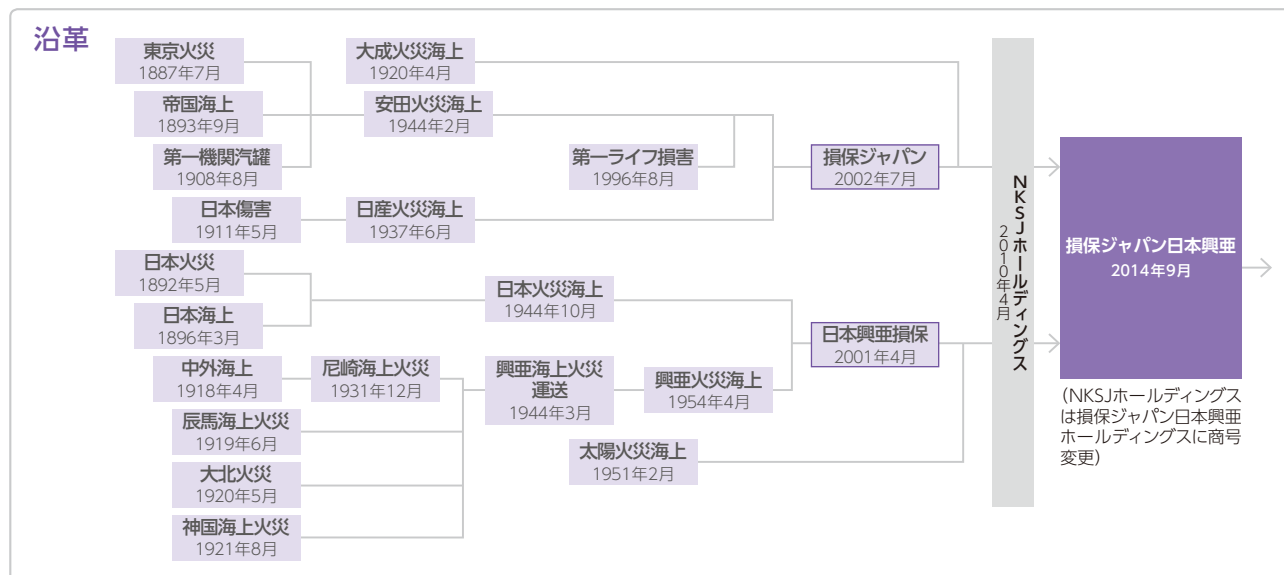 沿革
東京火災
1887年7月
大成火災海上
1920年4月
帝国海上
1893年9月
安田火災海上
1944年2月
第一機関汽罐
1908年8月
第一ライフ損害
1996年8月
損保ジャパン
2002年7月
日本傷害
1911年5月
日産火災海上
1937年6月
日本火災
1892年5月
日本火災海上
1944年10月
日本海上
1896年3月
日本興亜損保
2001年4月
中外海上
1918年4月
尼崎海上火災
1931年12月
興亜海上火災
運送
1944年3月
興亜火災海上
1954年4月
辰馬海上火災
1919年6月
太陽火災海上
1951年2月
大北火災
1920年5月
神国海上火災
1921年8月
NKSJホールディングス
2010年4月
損保ジャパン日本興亜
2014年9月
（NKSJホールディングス
は損保ジャパン日本興亜
ホールディングスに商号
変更）